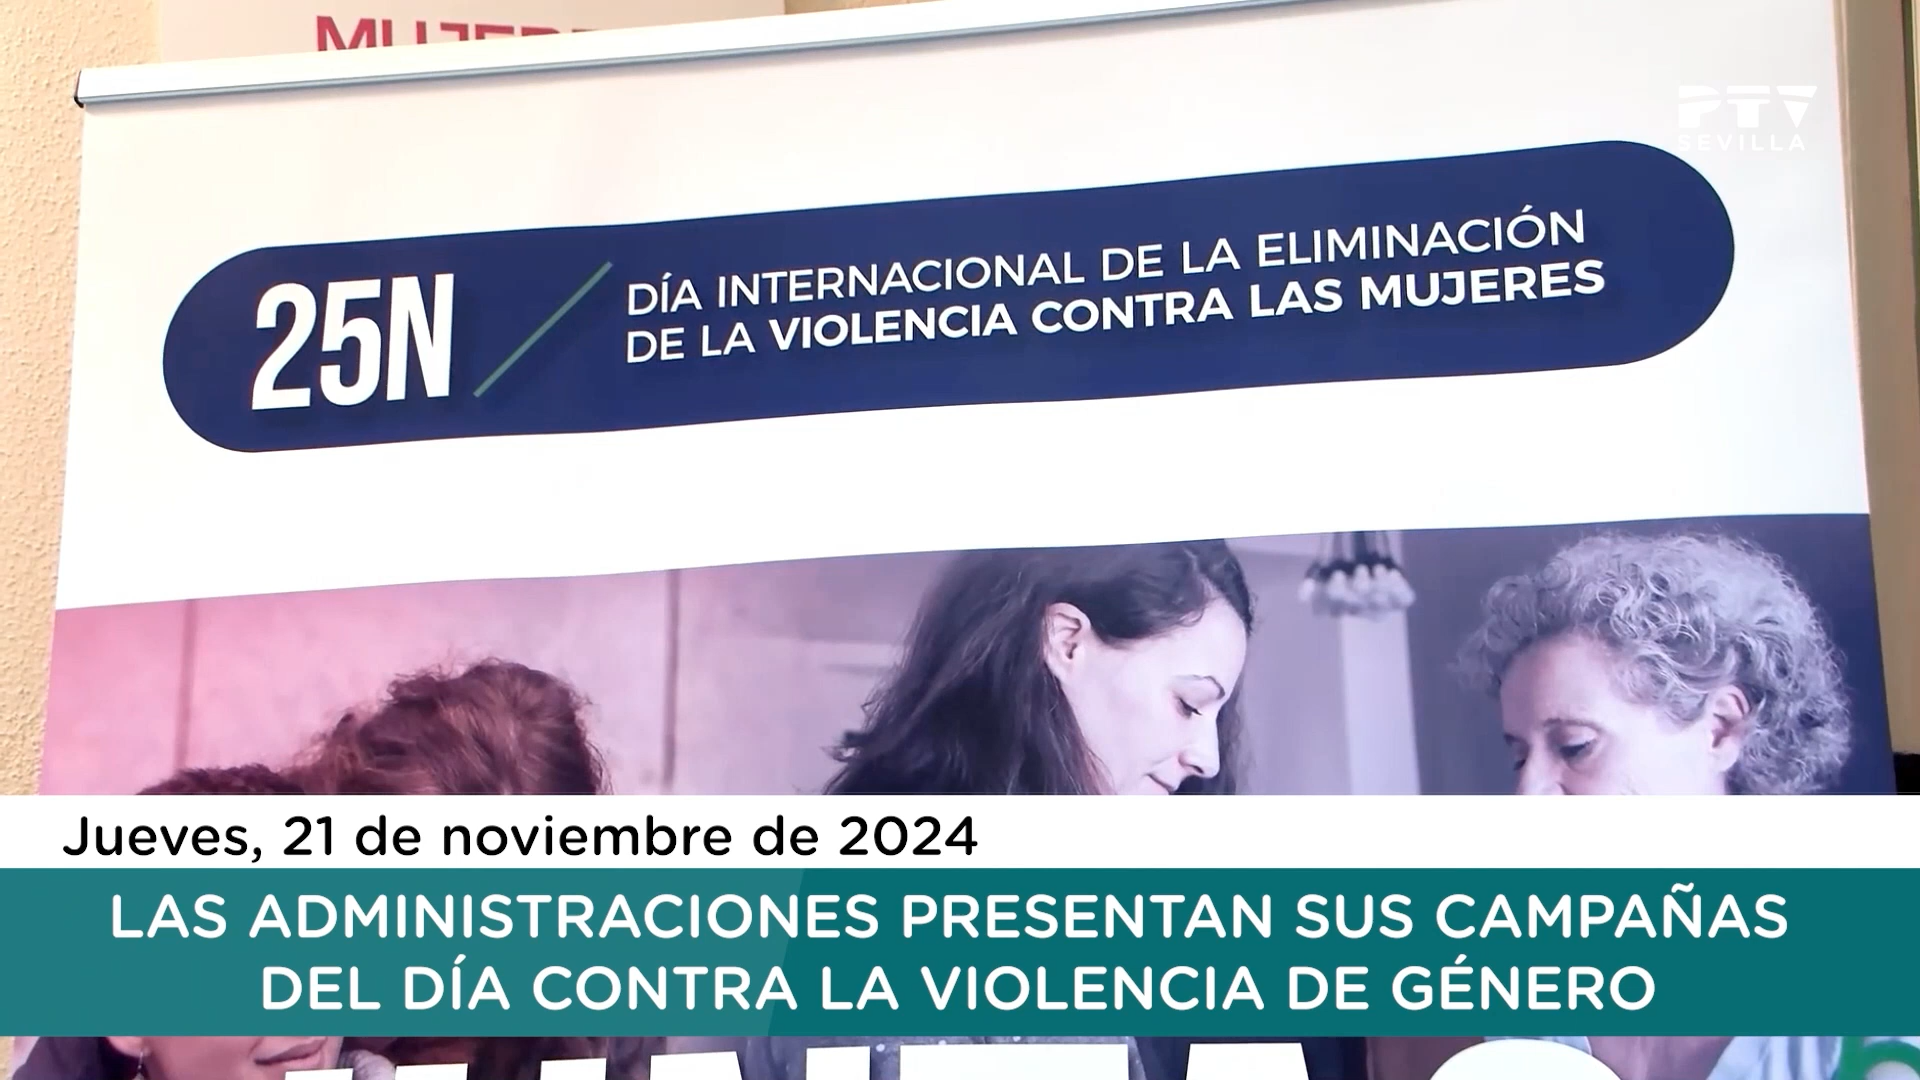 PTV
SEVILLA
25N
DÍA INTERNACIONAL DE LA ELIMINACIÓN
DE LA VIOLENCIA CONTRA LAS MUJERES
Jueves, 21 de noviembre de 2024
LAS ADMINISTRACIONES PRESENTAN SUS CAMPAÑAS
DEL DÍA CONTRA LA VIOLENCIA DE GÉNERO